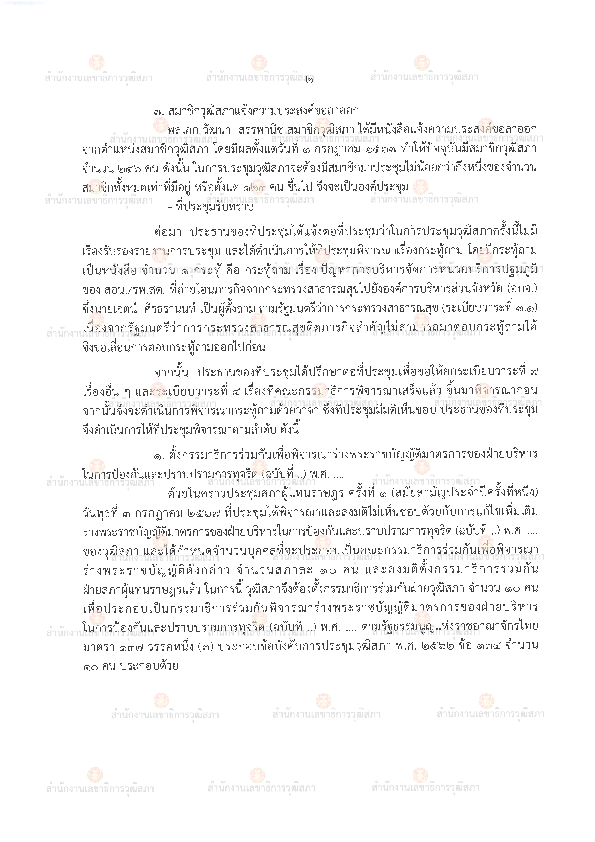 ๒
๓. สมาชิกวุฒิสภาแจ้งความประสงค์ขอลาออก
พล.ต.ท. วัฒนา สรรพานิช สมาชิกวุฒิสภา ได้มีหนังสือแจ้งความประสงค์ขอลาออก
จากตำแหน่งสมาชิกวุฒิสภา โดยมีผลตั้งแต่วันที่ ๑ กรกฎาคม ๒๕๖๗ ทำให้ปัจจุบันมีสมาชิกวุฒิสภา
จำนวน ๒๔๖ คน ดังนั้น ในการประชุมวุฒิสภาจะต้องมีสมาชิกมาประชุมไม่น้อยกว่ากึ่งหนึ่งของจำนวน
สมาชิกทั้งหมดเท่าที่มีอยู่ หรือตั้งแต่ ๑๒๓ คน ขึ้นไป จึงจะเป็นองค์ประชุม
- ที่ประชุมรับทราบ
ต่อมา ประธานของที่ประชุมได้แจ้งต่อที่ประชุมว่าในการประชุมวุฒิสภาครั้งนี้ไม่มี
เรื่องรับรองรายงานการประชุม และได้ดำเนินการให้ที่ประชุมพิจารณาเรื่องกระทู้ถาม โดยมีกระทู้ถาม
เป็นหนังสือ จำนวน ๑ กระทู้ คือ กระทู้ถาม เรื่อง ปัญหาการบริหารจัดการหน่วยบริการปฐมภูมิ
ของ สอน./รพ.สต. ที่ถ่ายโอนภารกิจจากกระทรวงสาธารณสุขไปยังองค์การบริหารส่วนจังหวัด (อบจ.)
ซึ่งนายเจตน์ ศิรธรานนท์ เป็นผู้ตั้งถาม ถามรัฐมนตรีว่าการกระทรวงสาธารณสุข (ระเบียบวาระที่ ๓.๑)
เนื่องจากรัฐมนตรีว่าการกระทรวงสาธารณสุขติดภารกิจสำคัญไม่สามารถมาตอบกระทู้ถามได้
จึงขอเลื่อนการตอบกระทู้ถามออกไปก่อน
จากนั้น ประธานของที่ประชุมได้ปรึกษาต่อที่ประชุมเพื่อขอให้ยกระเบียบวาระที่ ๗
เรื่องอื่น ๆ และระเบียบวาระที่ ๔ เรื่องที่คณะกรรมาธิการพิจารณาเสร็จแล้ว ขึ้นมาพิจารณาก่อน
จากนั้นจึงจะดำเนินการพิจารณากระทู้ถามด้วยวาจา ซึ่งที่ประชุมมีมติเห็นชอบ ประธานของที่ประชุม
จึงดำเนินการให้ที่ประชุมพิจารณาตามลำดับ ดังนี้
๑. ตั้งกรรมาธิการร่วมกันเพื่อพิจารณาร่างพระราชบัญญัติมาตรการของฝ่ายบริหาร
ในการป้องกันและปราบปรามการทุจริต (ฉบับที่ ..) พ.ศ. ....
ด้วยในคราวประชุมสภาผู้แทนราษฎร ครั้งที่ ๑ (สมัยสามัญประจำปีครั้งที่หนึ่ง)
วันพุธที่ ๓ กรกฎาคม ๒๕๖๗ ที่ประชุมได้พิจารณาและลงมติไม่เห็นชอบด้วยกับการแก้ไขเพิ่มเติม
ร่างพระราชบัญญัติมาตรการของฝ่ายบริหารในการป้องกันและปราบปรามการทุจริต (ฉบับที่ ..) พ.ศ. ....
ของวุฒิสภา และได้กำหนดจำนวนบุคคลที่จะประกอบเป็นคณะกรรมาธิการร่วมกันเพื่อพิจารณา
ร่างพระราชบัญญัติดังกล่าว จำนวนสภาละ ๑๐ คน และลงมติตั้งกรรมาธิการร่วมกัน
ฝ่ายสภาผู้แทนราษฎรแล้ว ในการนี้ วุฒิสภาจึงต้องตั้งกรรมาธิการร่วมกันฝ่ายวุฒิสภา จำนวน ๑๐ คน
เพื่อประกอบเป็นกรรมาธิการร่วมกันพิจารณาร่างพระราชบัญญัติมาตรการของฝ่ายบริหาร
ในการป้องกันและปราบปรามการทุจริต (ฉบับที่ ..) พ.ศ. .... ตามรัฐธรรมนูญแห่งราชอาณาจักรไทย
มาตรา ๑๓๗ วรรคหนึ่ง (๓) ประกอบข้อบังคับการประชุมวุฒิสภา พ.ศ. ๒๕๖๒ ข้อ ๑๓๔ จำนวน
๑๐ คน ประกอบด้วย